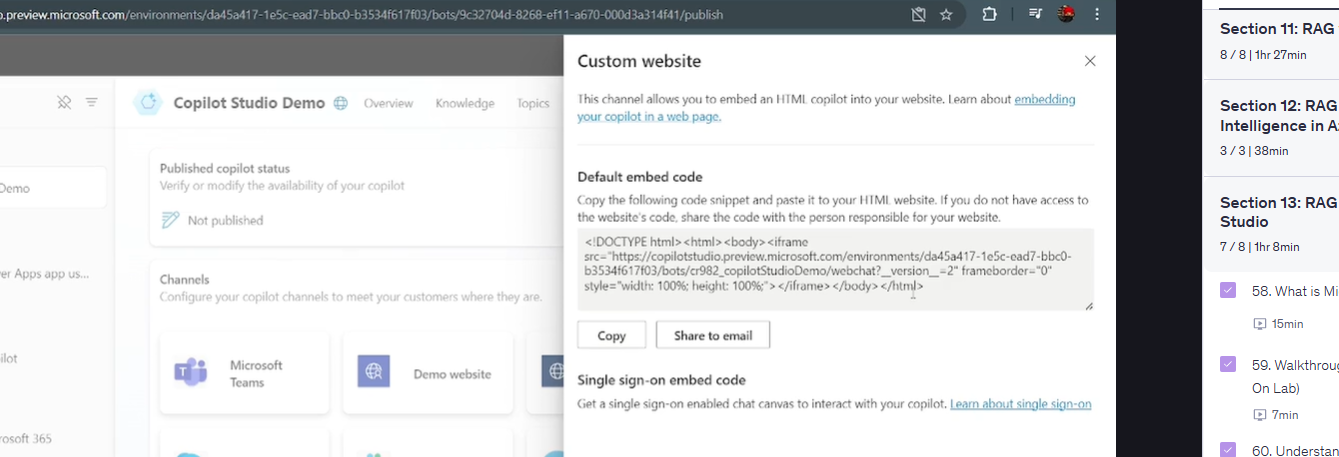 o.preview.microsoft.com/environments/da45a417-1e5c-ead7-bbc0-b3534f617f03/bots/9c32704d-8268-ef11-a670-000d3a314f41/publish
Copilot Studio Demo
Overview
Knowledge
Topics
Demo
er Apps app us...
ilot
rosoft 365
Published copilot status
Verify or modify the availability of your copilot
Not published
Channels
Configure your copilot channels to meet your customers where they are.
Microsoft
Teams
Demo website
Custom website
This channel allows you to embed an HTML copilot into your website. Learn about embedding
your copilot in a web page.
Default embed code
Copy the following code snippet and paste it to your HTML website. If you do not have access to
the website's code, share the code with the person responsible for your website.
<!DOCTYPE html><html><body><iframe
src="https://copilotstudio.preview.microsoft.com/environments/da45a417-1e5c-ead7-bbc0-
b3534f617f03/bots/cr982_copilotStudioDemo/webchat?__version__=2" frameborder="0"
style="width: 100%; height: 100%;"></iframe></body></html>
Copy
Share to email
Single sign-on embed code
Get a single sign-on enabled chat canvas to interact with your copilot. Learn about single sign-on
Section 11: RAG
8 / 8 | 1hr 27min
Section 12: RAG
Intelligence in A
3 / 3 | 38min
Section 13: RAG
Studio
7 / 8 | 1hr 8min
58. What is Mi
15min
59. Walkthroug
On Lab)
7min
60. Understan